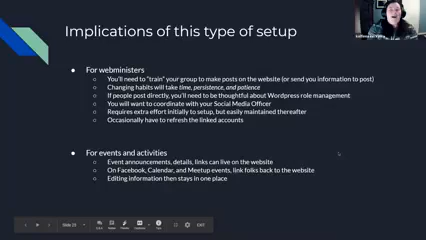 Implications of this type of setup
● For webministers
○ You'll need to "train" your group to make posts on the website (or send you information to post)
○ Changing habits will take time, persistence, and patience
○ If people post directly, you'll need to be thoughtful about Wordpress role management
○ You will want to coordinate with your Social Media Officer
○ Requires extra effort initially to setup, but easily maintained thereafter
○ Occasionally have to refresh the linked accounts
● For events and activities
○ Event announcements, details, links can live on the website
○ On Facebook, Calendar, and Meetup events, link folks back to the website
○ Editing information then stays in one place
EXIT